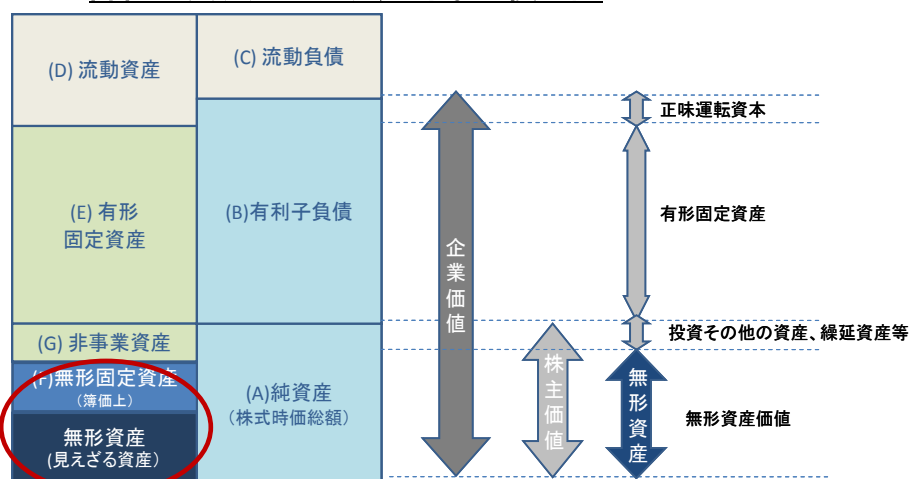 (D) 流動資産
(C) 流動負債
正味運転資本
(E) 有形
固定資産
(B)有利子負債
有形固定資産
企業価値
(G) 非事業資産
投資その他の資産、繰延資産等
(F)無形固定資産
（簿価上）
(A)純資産
（株式時価総額）
株主価値
無形資産
無形資産価値
無形資産
(見えざる資産）